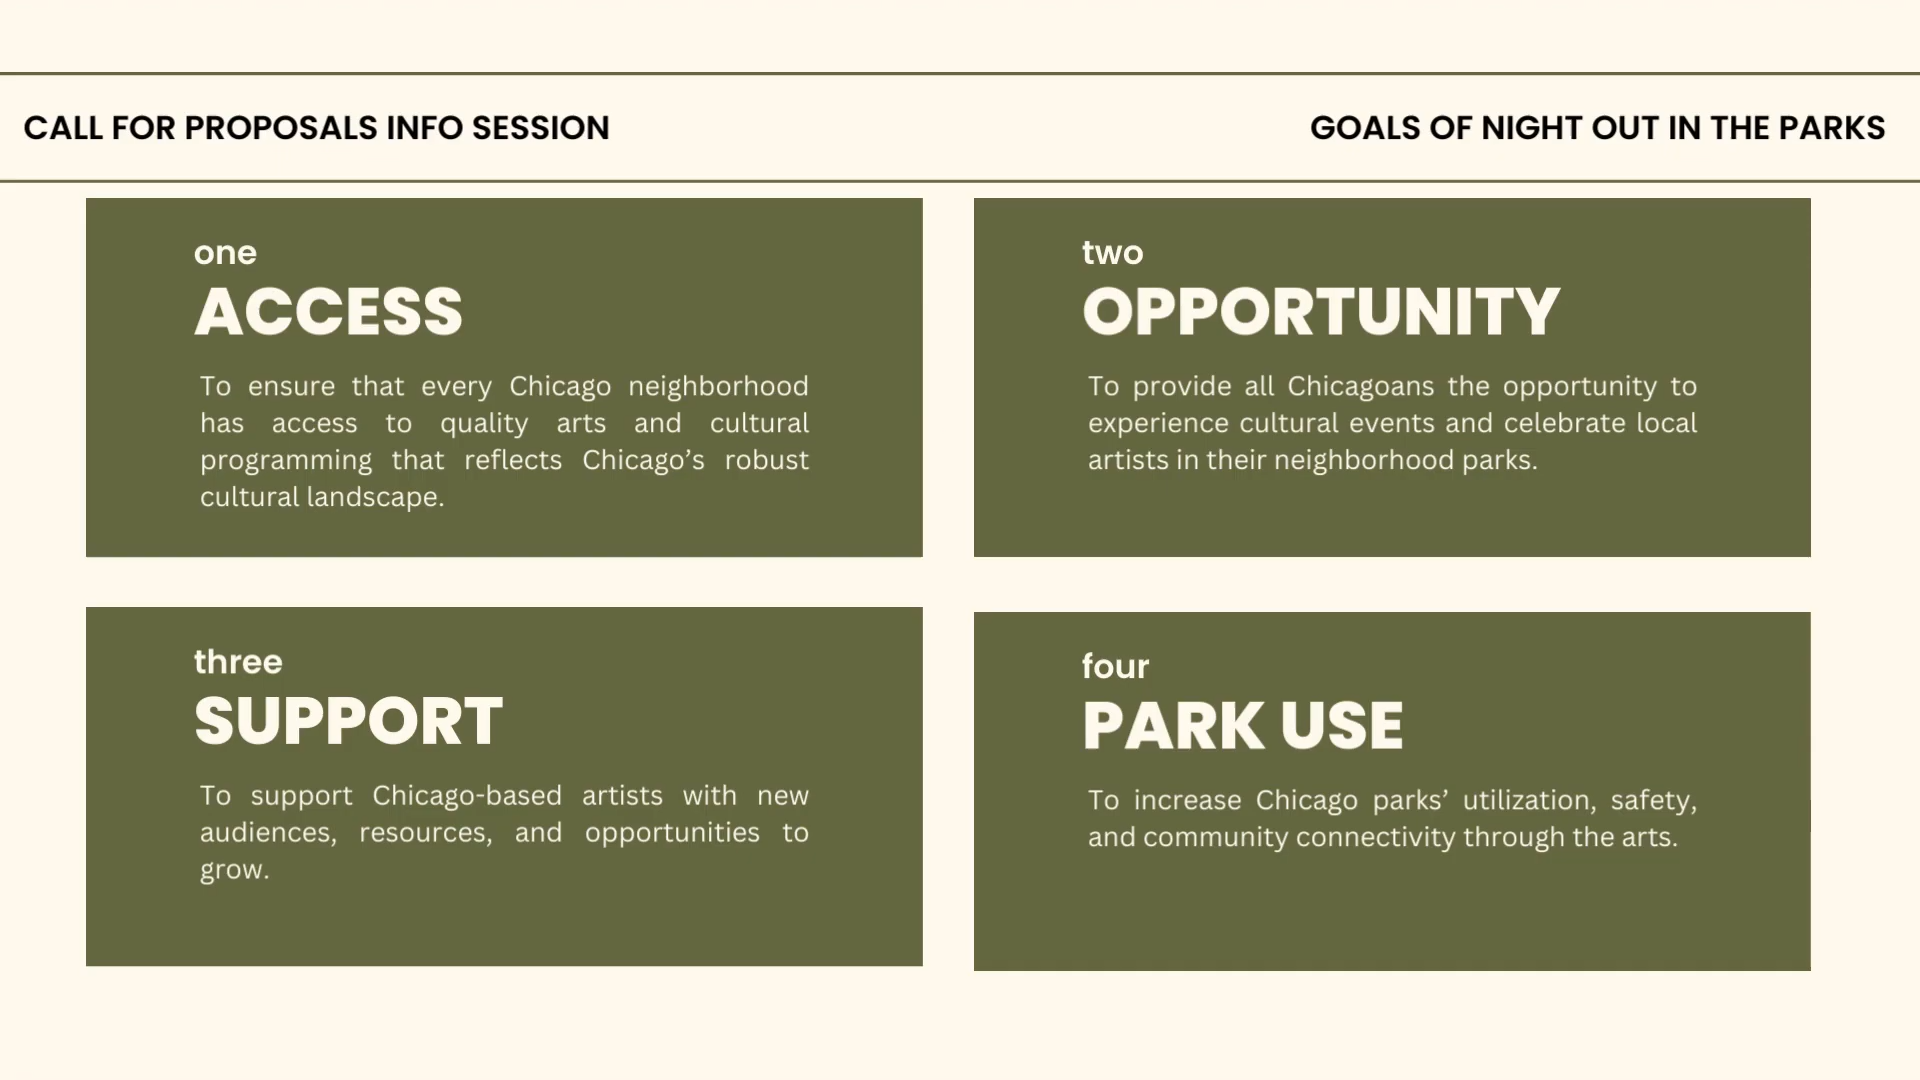 CALL FOR PROPOSALS INFO SESSION
GOALS OF NIGHT OUT IN THE PARKS
one
ACCESS
To ensure that every Chicago neighborhood
has access to quality arts and cultural
programming that reflects Chicago’s robust
cultural landscape.
two
OPPORTUNITY
To provide all Chicagoans the opportunity to
experience cultural events and celebrate local
artists in their neighborhood parks.
three
SUPPORT
To support Chicago-based artists with new
audiences, resources, and opportunities to
grow.
four
PARK USE
To increase Chicago parks’ utilization, safety,
and community connectivity through the arts.